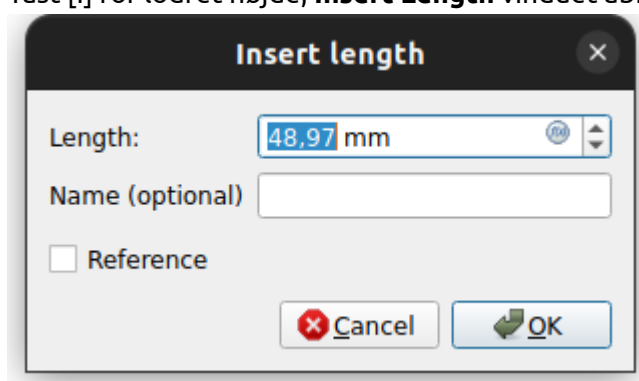 Insert length
Length:
48,97 mm
Name (optional)
Reference
Cancel
OK